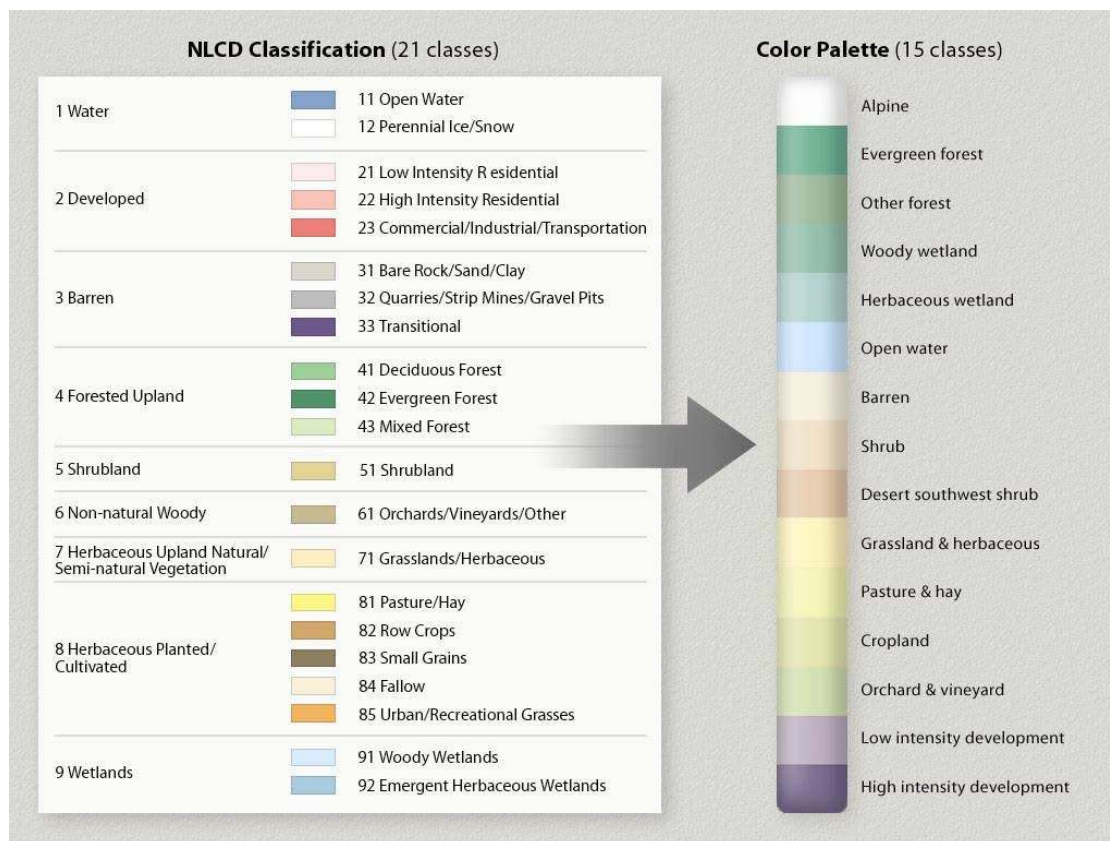 NLCD Classification (21 classes)
1 Water
11 Open Water
12 Perennial Ice/Snow
2 Developed
21 Low Intensity R esidential
22 High Intensity Residential
23 Commercial/Industrial/Transportation
3 Barren
31 Bare Rock/Sand/Clay
32 Quarries/Strip Mines/Gravel Pits
33 Transitional
4 Forested Upland
41 Deciduous Forest
42 Evergreen Forest
43 Mixed Forest
5 Shrubland
51 Shrubland
6 Non-natural Woody
61 Orchards/Vineyards/Other
7 Herbaceous Upland Natural/
Semi-natural Vegetation
71 Grasslands/Herbaceous
8 Herbaceous Planted/
Cultivated
81 Pasture/Hay
82 Row Crops
83 Small Grains
84 Fallow
85 Urban/Recreational Grasses
9 Wetlands
91 Woody Wetlands
92 Emergent Herbaceous Wetlands
Color Palette (15 classes)
Alpine
Evergreen forest
Other forest
Woody wetland
Herbaceous wetland
Open water
Barren
Shrub
Desert southwest shrub
Grassland & herbaceous
Pasture & hay
Cropland
Orchard & vineyard
Low intensity development
High intensity development